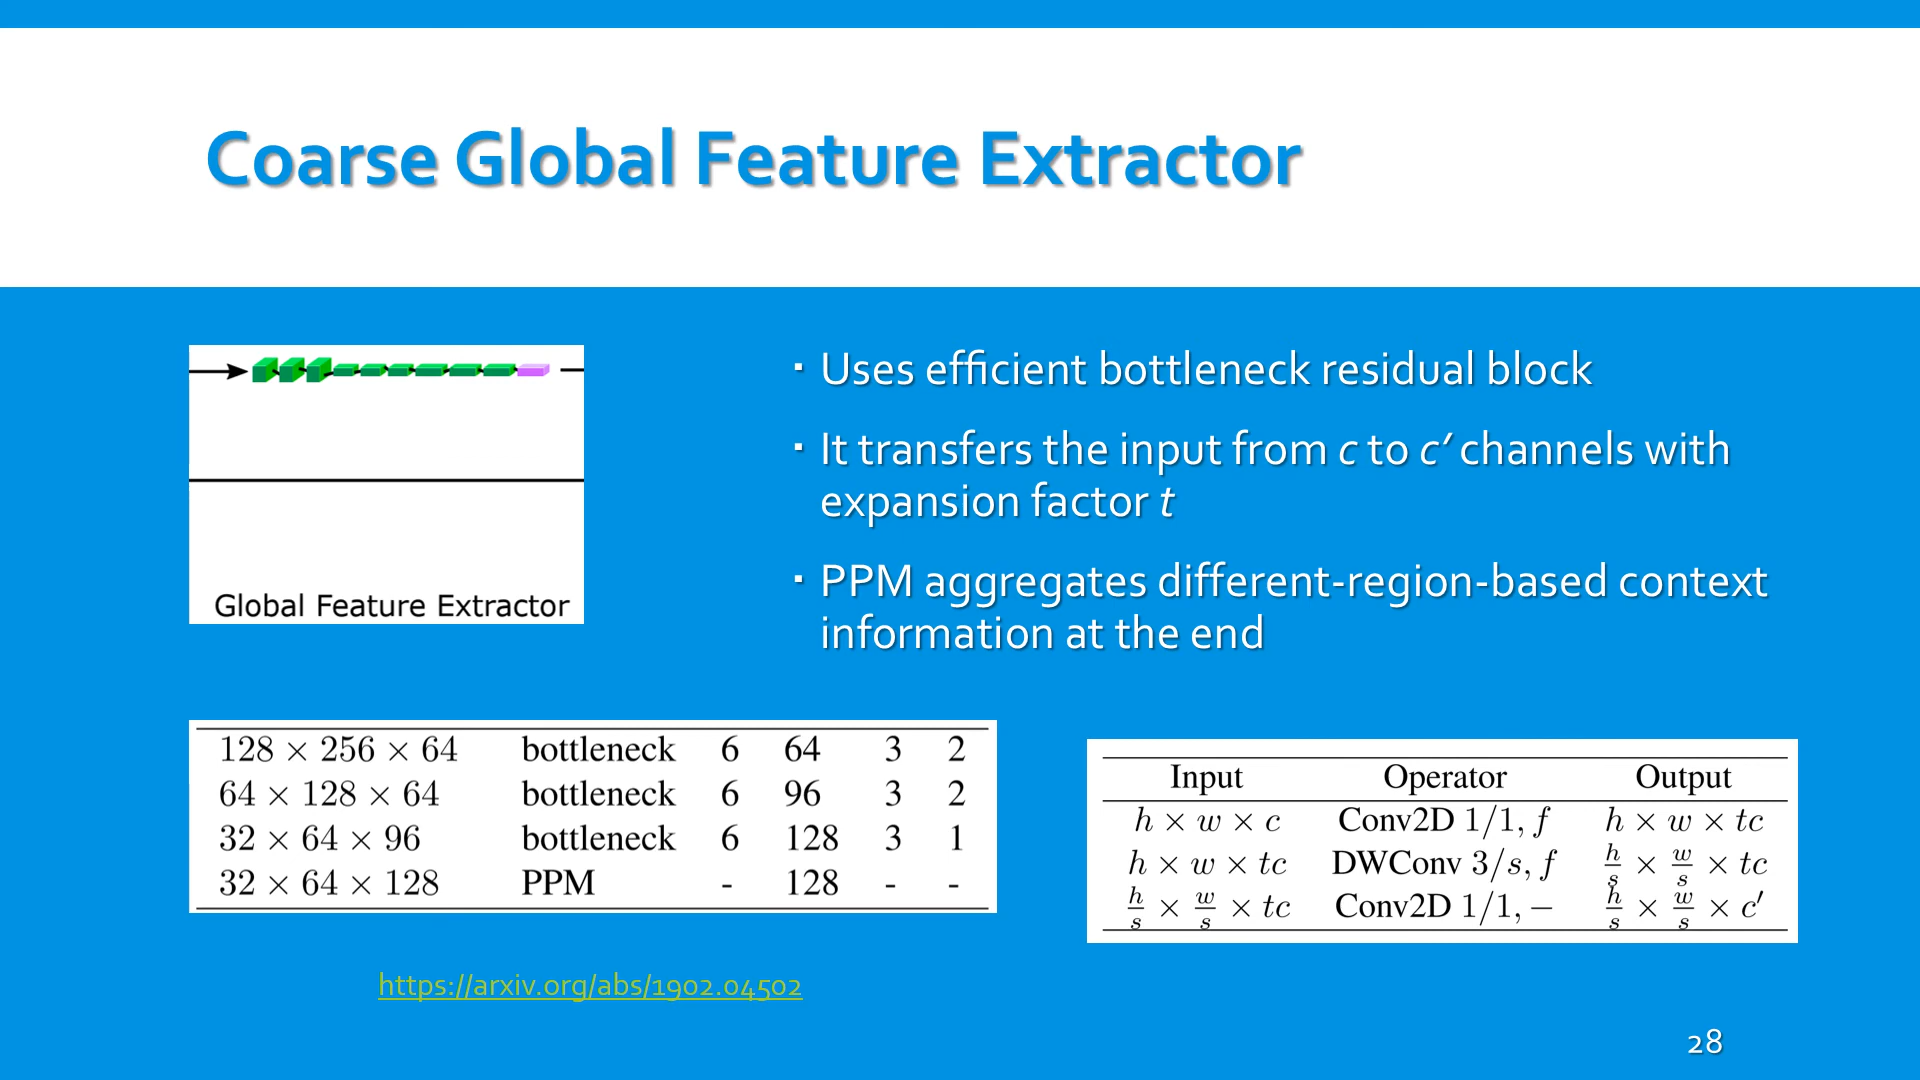 Coarse Global Feature Extractor
Global Feature Extractor
▪ Uses efficient bottleneck residual block
▪ It transfers the input from c to c′ channels with
expansion factor t
▪ PPM aggregates different-region-based context
information at the end
128 × 256 × 64 bottleneck 6 64 3 2
64 × 128 × 64 bottleneck 6 96 3 2
32 × 64 × 96 bottleneck 6 128 3 1
32 × 64 × 128 PPM - 128 - -
Input Operator Output
h × w × c Conv2D 1/1, f h × w × tc
h × w × tc DWConv 3/s, f h/s × w/s × tc
h/s × w/s × tc Conv2D 1/1, − h/s × w/s × c′
https://arxiv.org/abs/1902.04502
28